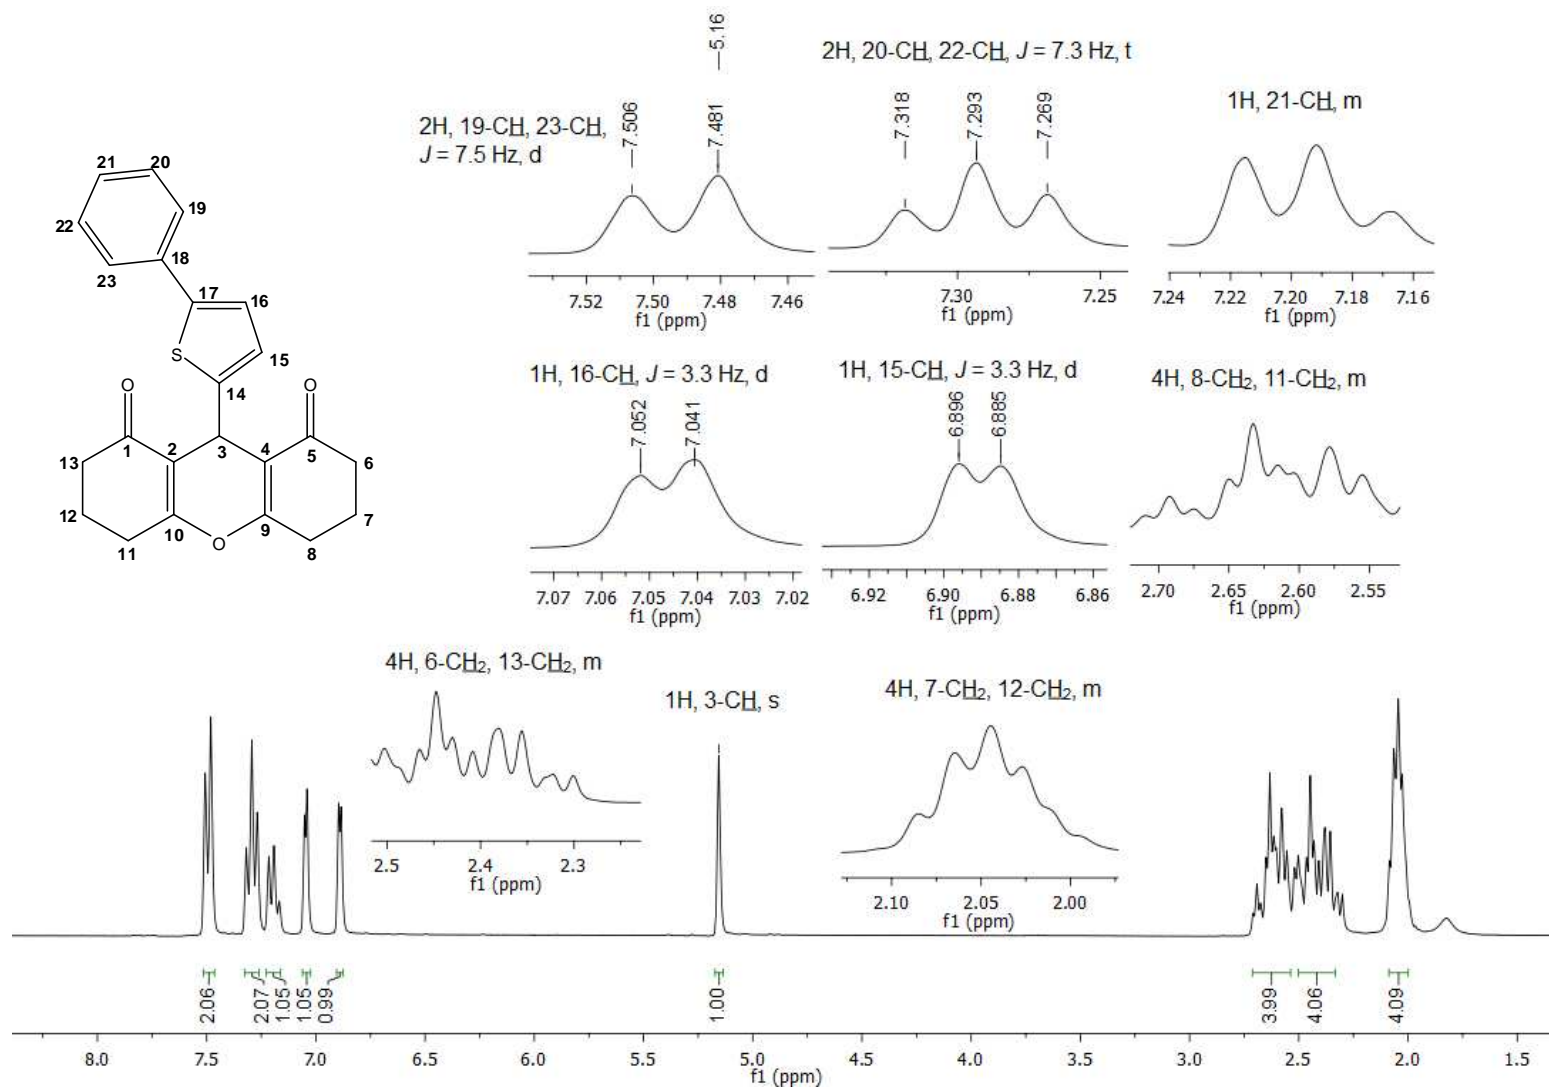 5.16
2H, 20-CH, 22-CH, J = 7.3 Hz, t
2H, 19-CH, 23-CH,
J = 7.5 Hz, d
7.506
7.481
7.318
7.293
7.269
1H, 21-CH, m
7.52 7.50 7.48 7.46
f1 (ppm)
7.30 7.25
f1 (ppm)
7.24 7.22 7.20 7.18 7.16
f1 (ppm)
21 20
22 19
23 18
17 16
S 15
14
O O
1 2 3 4 5
13 6
12 7
11 10 O 9 8
1H, 16-CH, J = 3.3 Hz, d
7.052
7.041
7.07 7.06 7.05 7.04 7.03 7.02
f1 (ppm)
1H, 15-CH, J = 3.3 Hz, d
6.896
6.885
6.92 6.90 6.88 6.86
f1 (ppm)
4H, 8-CH₂, 11-CH₂, m
2.70 2.65 2.60 2.55
f1 (ppm)
4H, 6-CH₂, 13-CH₂, m
2.5 2.4 2.3
f1 (ppm)
1H, 3-CH, s
4H, 7-CH₂, 12-CH₂, m
2.10 2.05 2.00
f1 (ppm)
2.06
2.07
1.05
1.05
0.99
1.00
3.99
4.06
4.09
8.0 7.5 7.0 6.5 6.0 5.5 5.0 4.5 4.0 3.5 3.0 2.5 2.0 1.5
f1 (ppm)